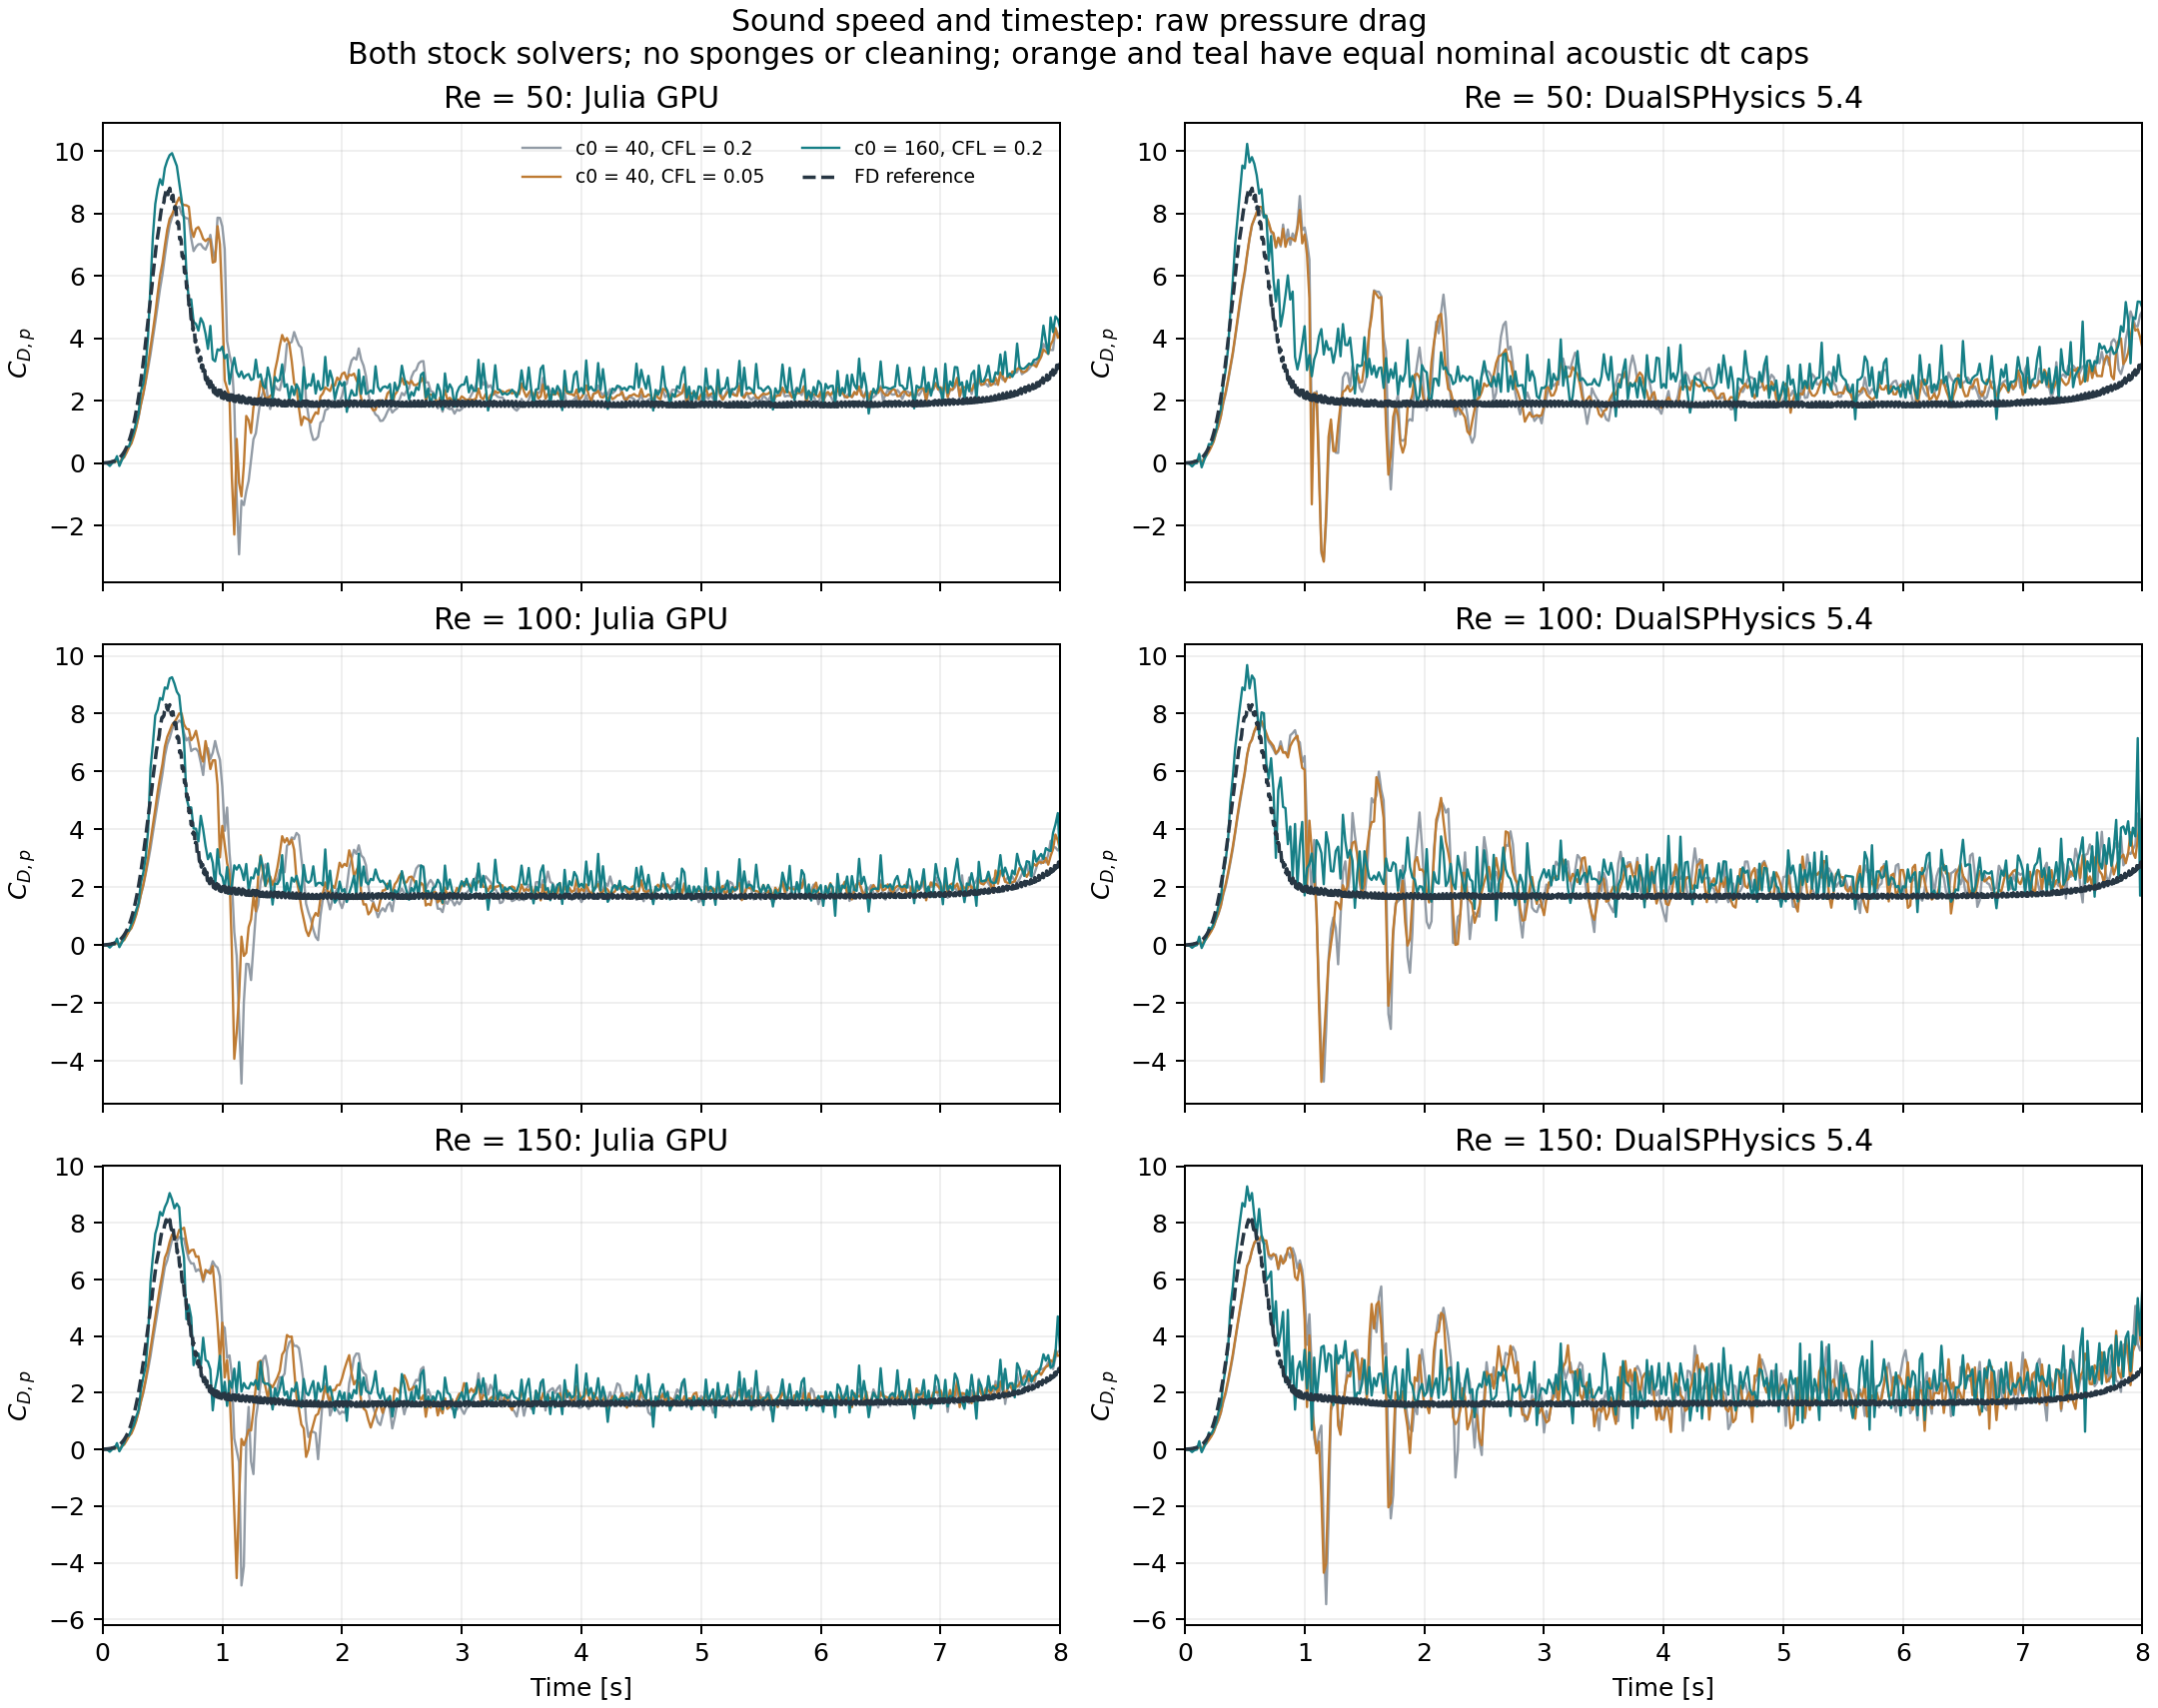 Sound speed and timestep: raw pressure drag
Both stock solvers; no sponges or cleaning; orange and teal have equal nominal acoustic dt caps
Re = 50: Julia GPU
10
8
6
4
2
0
−2
C_{D,p}
c0 = 40, CFL = 0.2
c0 = 40, CFL = 0.05
c0 = 160, CFL = 0.2
FD reference
Re = 50: DualSPHysics 5.4
10
8
6
4
2
0
−2
C_{D,p}
Re = 100: Julia GPU
10
8
6
4
2
0
−2
−4
C_{D,p}
Re = 100: DualSPHysics 5.4
10
8
6
4
2
0
−2
−4
C_{D,p}
Re = 150: Julia GPU
10
8
6
4
2
0
−2
−4
−6
C_{D,p}
0 1 2 3 4 5 6 7 8
Time [s]
Re = 150: DualSPHysics 5.4
10
8
6
4
2
0
−2
−4
−6
C_{D,p}
0 1 2 3 4 5 6 7 8
Time [s]